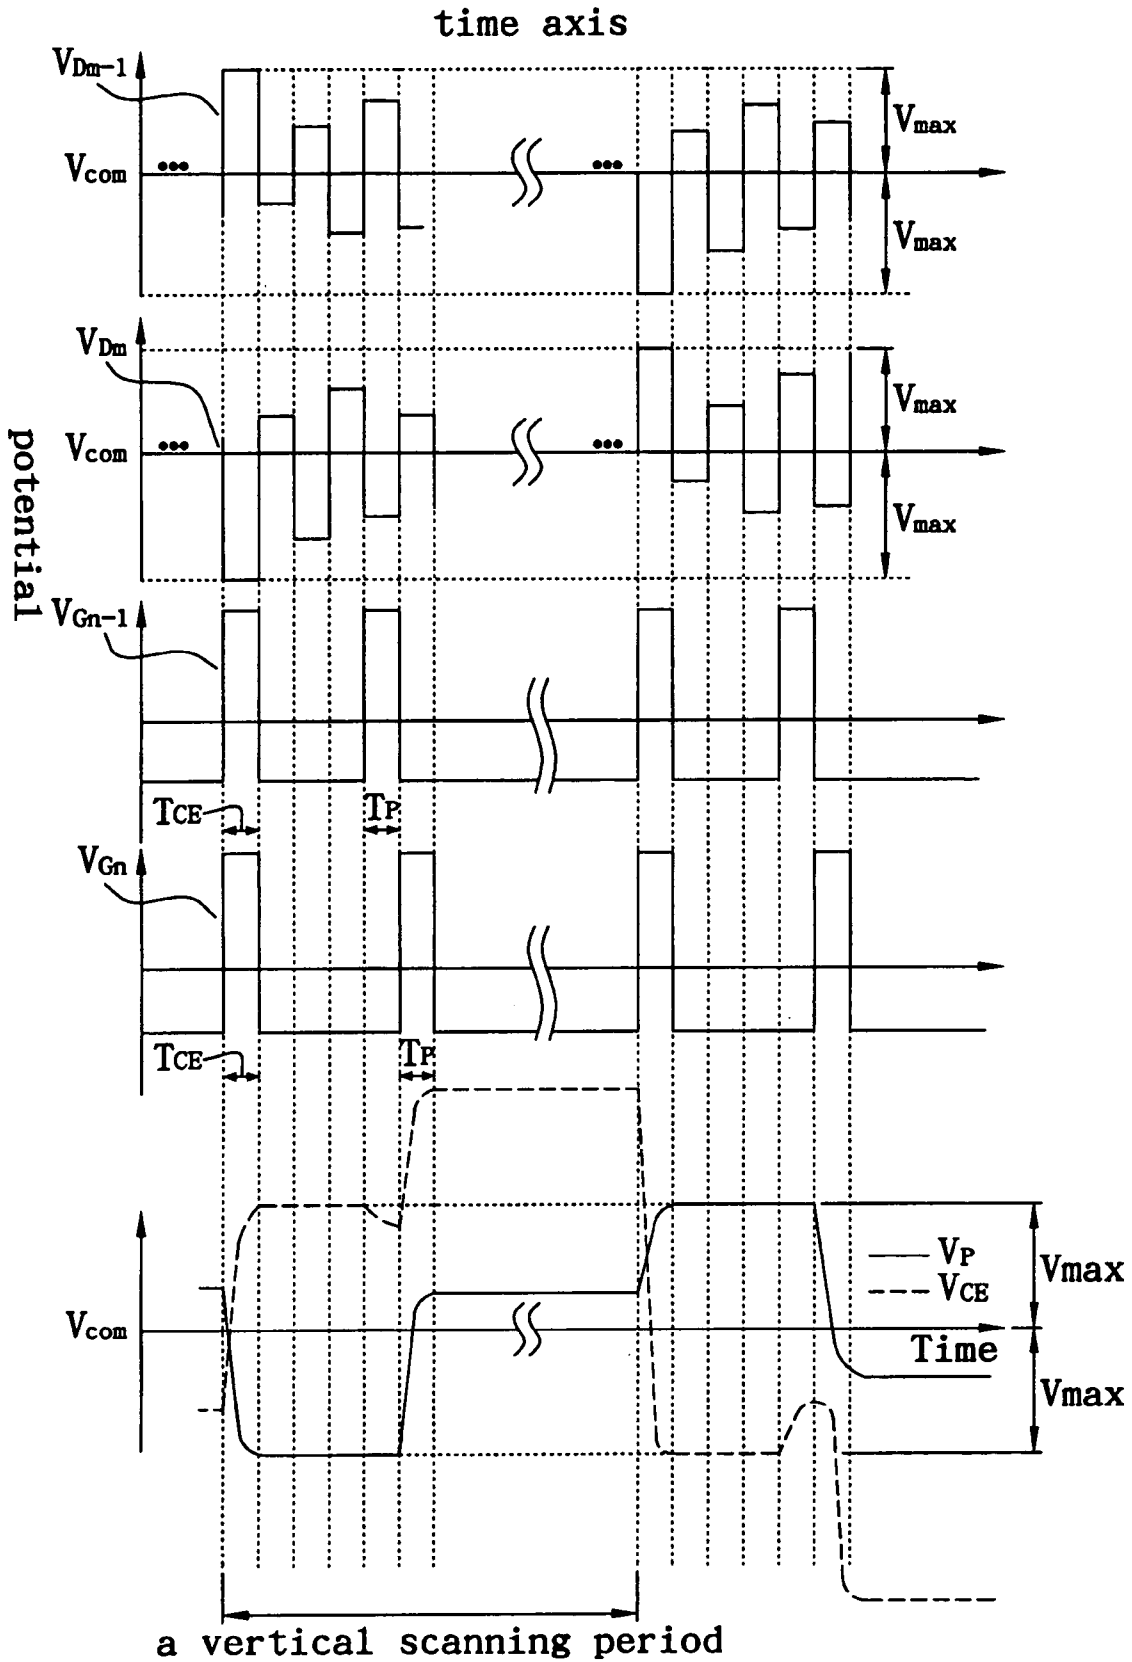 time axis
VDm-1
Vcom
•••
•••
Vmax
Vmax
VDm
Vcom
•••
•••
Vmax
Vmax
potential
VGn-1
TCE
TP
VGn
TCE
TP
Vcom
VP
VCE
Time
Vmax
Vmax
a vertical scanning period